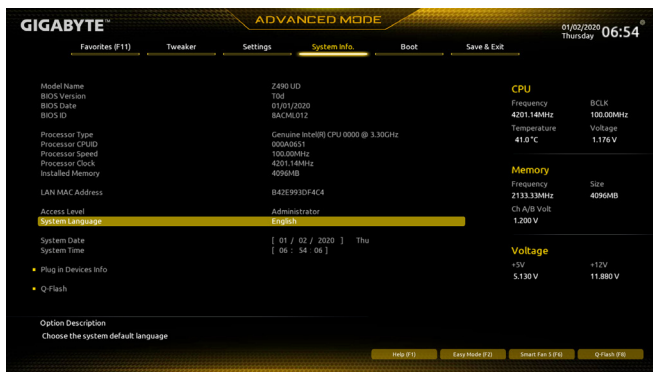 GIGABYTE™
ADVANCED MODE
01/02/2020
Thursday
06:54
Favorites (F11) Tweaker Settings System Info. Boot Save & Exit
Model Name Z490 UD
BIOS Version T0d
BIOS Date 01/01/2020
BIOS ID 8ACML012
Processor Type Genuine Intel(R) CPU 0000 @ 3.30GHz
Processor CPUID 000A0651
Processor Speed 100.00MHz
Processor Clock 4201.14MHz
Installed Memory 4096MB
LAN MAC Address B42E993DF4C4
Access Level Administrator
System Language English
System Date [ 01 / 02 / 2020 ] Thu
System Time [ 06 : 54 : 06 ]
Plug in Devices Info
Q-Flash
CPU
Frequency BCLK
4201.14MHz 100.00MHz
Temperature Voltage
41.0 °C 1.176 V
Memory
Frequency Size
2133.33MHz 4096MB
Ch A/B Volt
1.200 V
Voltage
+5V +12V
5.130 V 11.880 V
Option Description
Choose the system default language
Help (F1) Easy Mode (F2) Smart Fan 5 (F6) Q-Flash (F8)